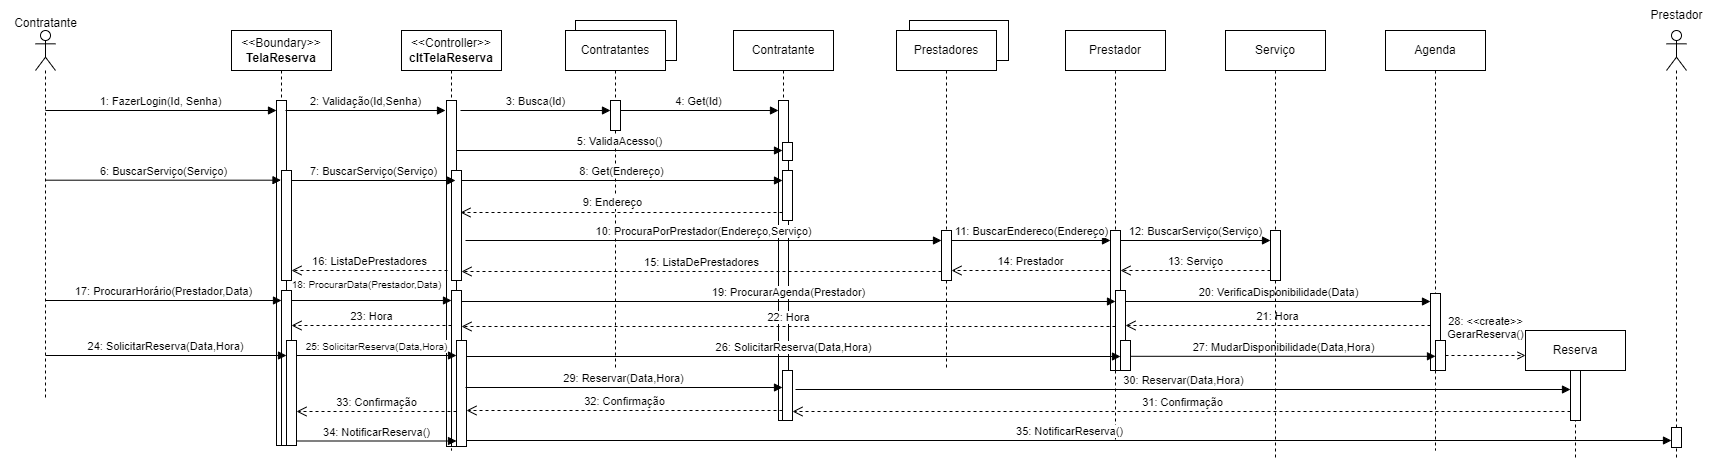 Contratante
Prestador
<<Boundary>>
TelaReserva
<<Controller>>
cltTelaReserva
Contratantes
Contratante
Prestadores
Prestador
Serviço
Agenda
1: FazerLogin(Id, Senha)
2: Validação(Id,Senha)
3: Busca(Id)
4: Get(Id)
5: ValidaAcesso()
6: BuscarServiço(Serviço)
7: BuscarServiço(Serviço)
8: Get(Endereço)
9: Endereço
10: ProcuraPorPrestador(Endereço,Serviço)
11: BuscarEndereco(Endereço)
12: BuscarServiço(Serviço)
13: Serviço
14: Prestador
15: ListaDePrestadores
16: ListaDePrestadores
17: ProcurarHorário(Prestador,Data)
18: ProcurarData(Prestador,Data)
19: ProcurarAgenda(Prestador)
20: VerificaDisponibilidade(Data)
21: Hora
22: Hora
23: Hora
24: SolicitarReserva(Data,Hora)
25: SolicitarReserva(Data,Hora)
26: SolicitarReserva(Data,Hora)
27: MudarDisponibilidade(Data,Hora)
28: <<create>>
GerarReserva()
Reserva
29: Reservar(Data,Hora)
30: Reservar(Data,Hora)
31: Confirmação
32: Confirmação
33: Confirmação
34: NotificarReserva()
35: NotificarReserva()